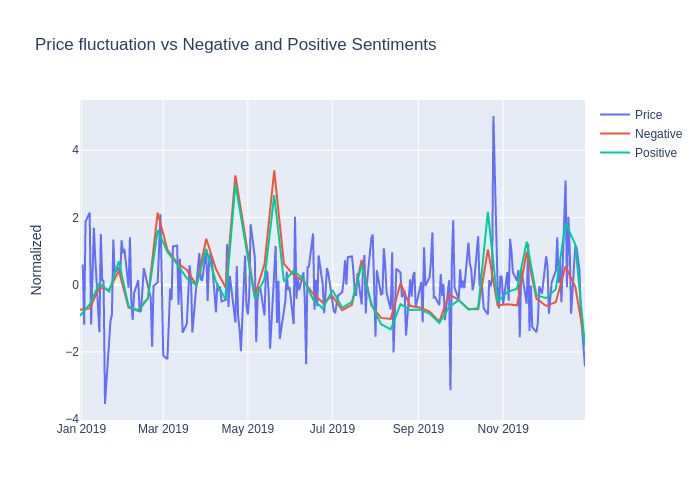 Price fluctuation vs Negative and Positive Sentiments
Price
Negative
Positive
Normalized
4
2
0
−2
−4
Jan 2019
Mar 2019
May 2019
Jul 2019
Sep 2019
Nov 2019